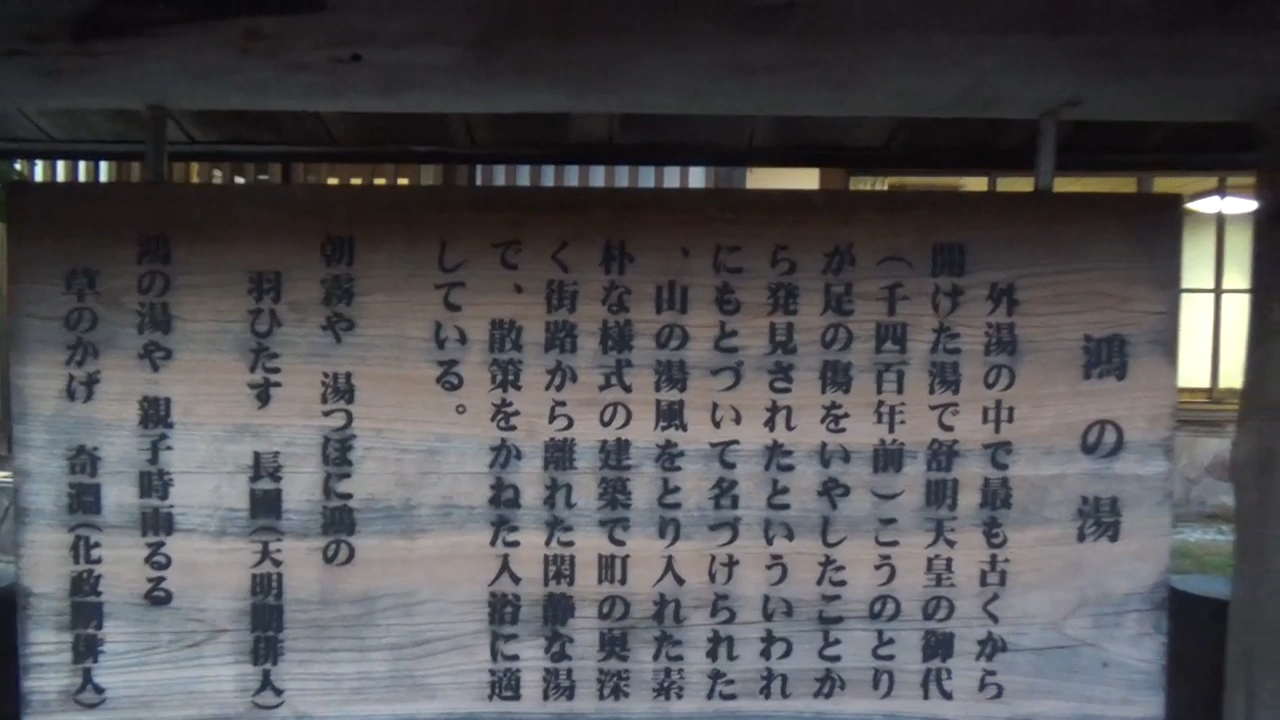 鴻の湯
外湯の中で最も古くから
開けた湯で舒明天皇の御代
（千四百年前）こうのとり
が足の傷をいやしたことか
ら発見されたといういわれ
にもとづいて名づけられた
、山の湯風をとり入れた素
朴な様式の建築で町の奥深
く街路から離れた閑静な湯
で、散策をかねた入浴に適
している。
朝霧や 湯つぼに鴻の
羽ひたす 長圃（天明期俳人）
鴻の湯や 親子時雨るる
草のかげ 奇淵（化政期俳人）